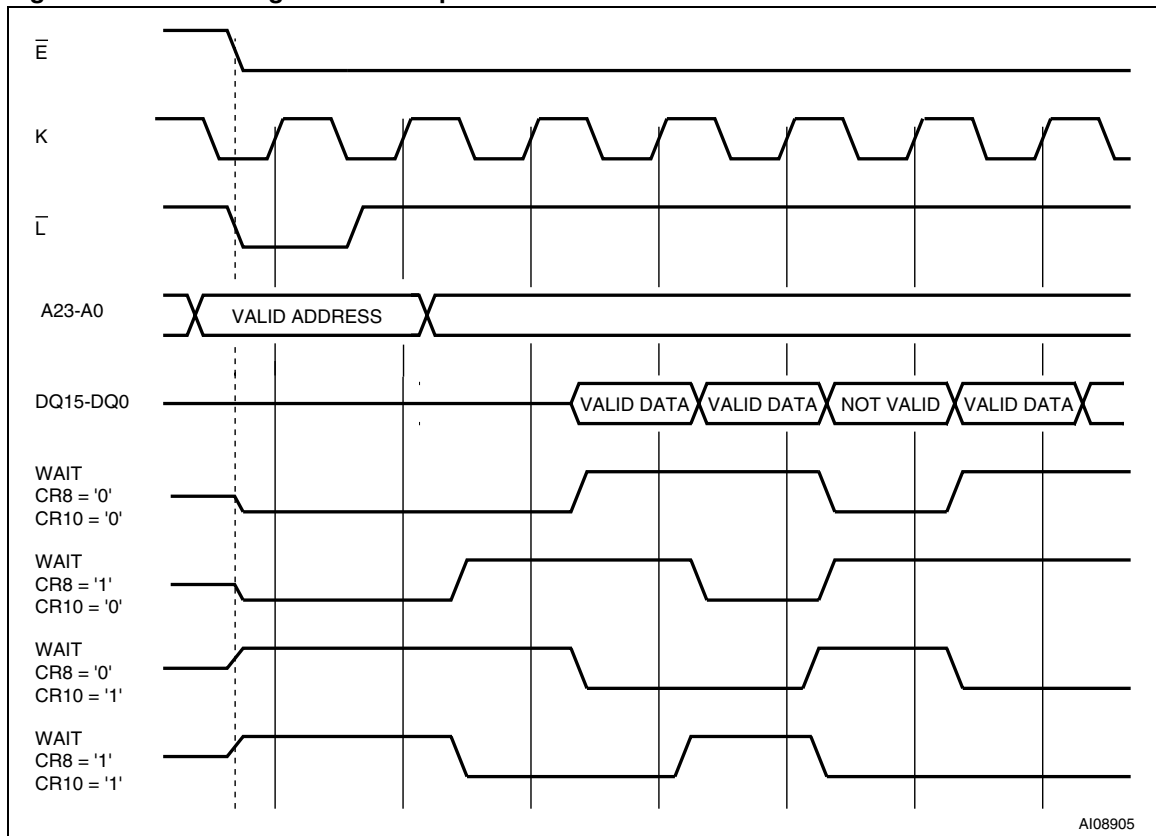 E
K
L
A23-A0
VALID ADDRESS
DQ15-DQ0
VALID DATA
VALID DATA
NOT VALID
VALID DATA
WAIT
CR8 = '0'
CR10 = '0'
WAIT
CR8 = '1'
CR10 = '0'
WAIT
CR8 = '0'
CR10 = '1'
WAIT
CR8 = '1'
CR10 = '1'
AI08905